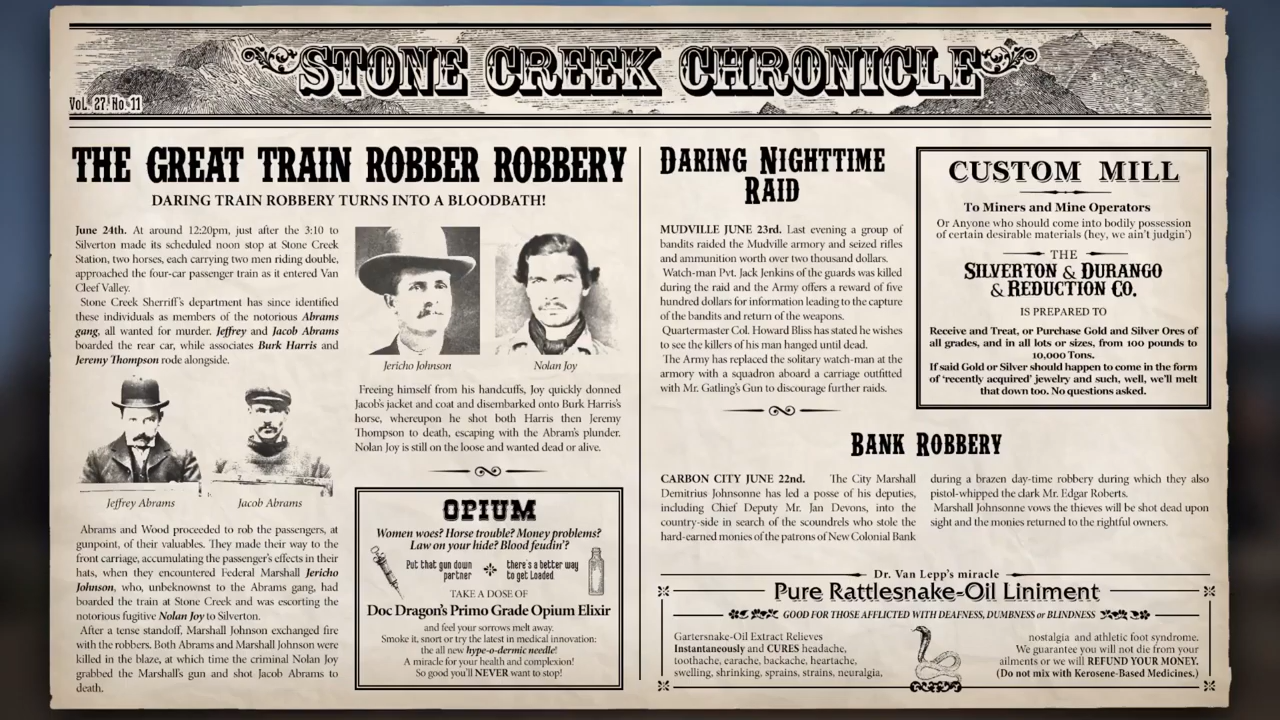 STONE CREEK CHRONICLE
Vol. 27. No. 11
THE GREAT TRAIN ROBBER ROBBERY
DARING TRAIN ROBBERY TURNS INTO A BLOODBATH!
June 24th. At around 12:20pm, just after the 3:10 to
Silverton made its scheduled noon stop at Stone Creek
Station, two horses, each carrying two men riding double,
approached the four-car passenger train as it entered Van
Cleef Valley.
Stone Creek Sherriff's department has since identified
these individuals as members of the notorious Abrams
gang, all wanted for murder. Jeffrey and Jacob Abrams
boarded the rear car, while associates Burk Harris and
Jeremy Thompson rode alongside.
Jeffrey Abrams
Jacob Abrams
Abrams and Wood proceeded to rob the passengers, at
gunpoint, of their valuables. They made their way to the
front carriage, accumulating the passenger's effects in their
hats, when they encountered Federal Marshall Jericho
Johnson, who, unbeknownst to the Abrams gang, had
boarded the train at Stone Creek and was escorting the
notorious fugitive Nolan Joy to Silverton.
After a tense standoff, Marshall Johnson exchanged fire
with the robbers. Both Abrams and Marshall Johnson were
killed in the blaze, at which time the criminal Nolan Joy
grabbed the Marshall's gun and shot Jacob Abrams to
death.
Jericho Johnson
Nolan Joy
Freeing himself from his handcuffs, Joy quickly donned
Jacob's jacket and coat and disembarked onto Burk Harris's
horse, whereupon he shot both Harris then Jeremy
Thompson to death, escaping with the Abram's plunder.
Nolan Joy is still on the loose and wanted dead or alive.
OPIUM
Women woes? Horse trouble? Money problems?
Law on your hide? Blood feudin'?
Put that gun down
partner
there's a better way
to get Loaded
TAKE A DOSE OF
Doc Dragon's Primo Grade Opium Elixir
and feel your sorrows melt away.
Smoke it, snort or try the latest in medical innovation:
the all new hype-o-dermic needle!
A miracle for your health and complexion!
So good you'll NEVER want to stop!
DARING NIGHTTIME
RAID
MUDVILLE JUNE 23rd. Last evening a group of
bandits raided the Mudville armory and seized rifles
and ammunition worth over two thousand dollars.
Watch-man Pvt. Jack Jenkins of the guards was killed
during the raid and the Army offers a reward of five
hundred dollars for information leading to the capture
of the bandits and return of the weapons.
Quartermaster Col. Howard Bliss has stated he wishes
to see the killers of his man hanged until dead.
The Army has replaced the solitary watch-man at the
armory with a squadron aboard a carriage outfitted
with Mr. Gatling's Gun to discourage further raids.
CUSTOM MILL
To Miners and Mine Operators
Or Anyone who should come into bodily possession
of certain desirable materials (hey, we ain't judgin')
THE
SILVERTON & DURANGO
& REDUCTION CO.
IS PREPARED TO
Receive and Treat, or Purchase Gold and Silver Ores of
all grades, and in all lots or sizes, from 100 pounds to
10,000 Tons.
If said Gold or Silver should happen to come in the form
of 'recently acquired' jewelry and such, well, we'll melt
that down too. No questions asked.
BANK ROBBERY
CARBON CITY JUNE 22nd. The City Marshall
Demitrius Johnsonne has led a posse of his deputies,
including Chief Deputy Mr. Jan Devons, into the
country-side in search of the scoundrels who stole the
hard-earned monies of the patrons of New Colonial Bank
during a brazen day-time robbery during which they also
pistol-whipped the clark Mr. Edgar Roberts.
Marshall Johnsonne vows the thieves will be shot dead upon
sight and the monies returned to the rightful owners.
Dr. Van Lepp's miracle
Pure Rattlesnake-Oil Liniment
GOOD FOR THOSE AFFLICTED WITH DEAFNESS, DUMBNESS or BLINDNESS
Gartersnake-Oil Extract Relieves
Instantaneously and CURES headache,
toothache, earache, backache, heartache,
swelling, shrinking, sprains, strains, neuralgia,
nostalgia and athletic foot syndrome.
We guarantee you will not die from your
ailments or we will REFUND YOUR MONEY.
(Do not mix with Kerosene-Based Medicines.)